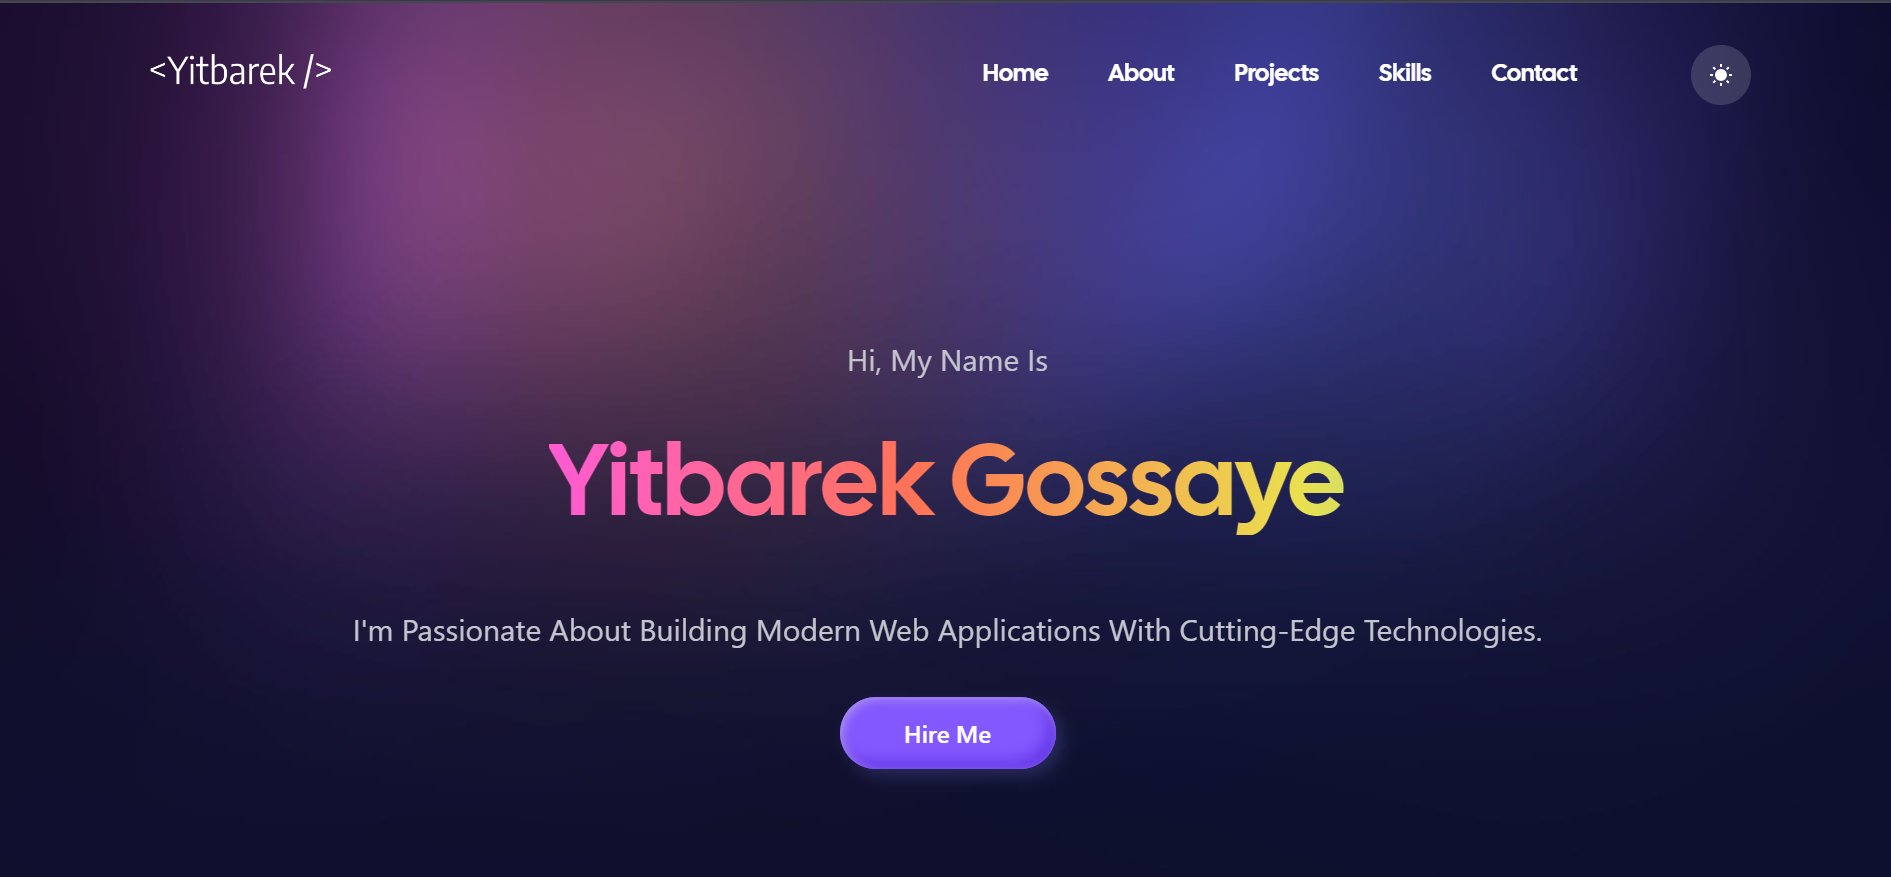 <Yitbarek />
Home About Projects Skills Contact
Hi, My Name Is
Yitbarek Gossaye
I'm Passionate About Building Modern Web Applications With Cutting-Edge Technologies.
Hire Me